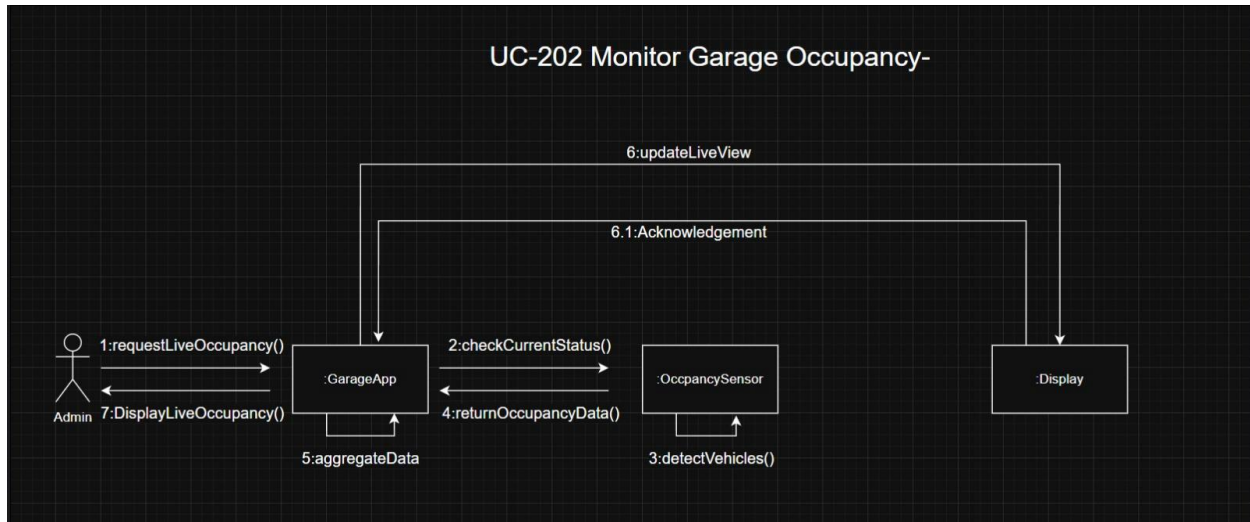 UC-202 Monitor Garage Occupancy-
6:updateLiveView
6.1:Acknowledgement
1:requestLiveOccupancy()
2:checkCurrentStatus()
:GarageApp
:OccpancySensor
:Display
Admin
7:DisplayLiveOccupancy()
4:returnOccupancyData()
5:aggregateData
3:detectVehicles()